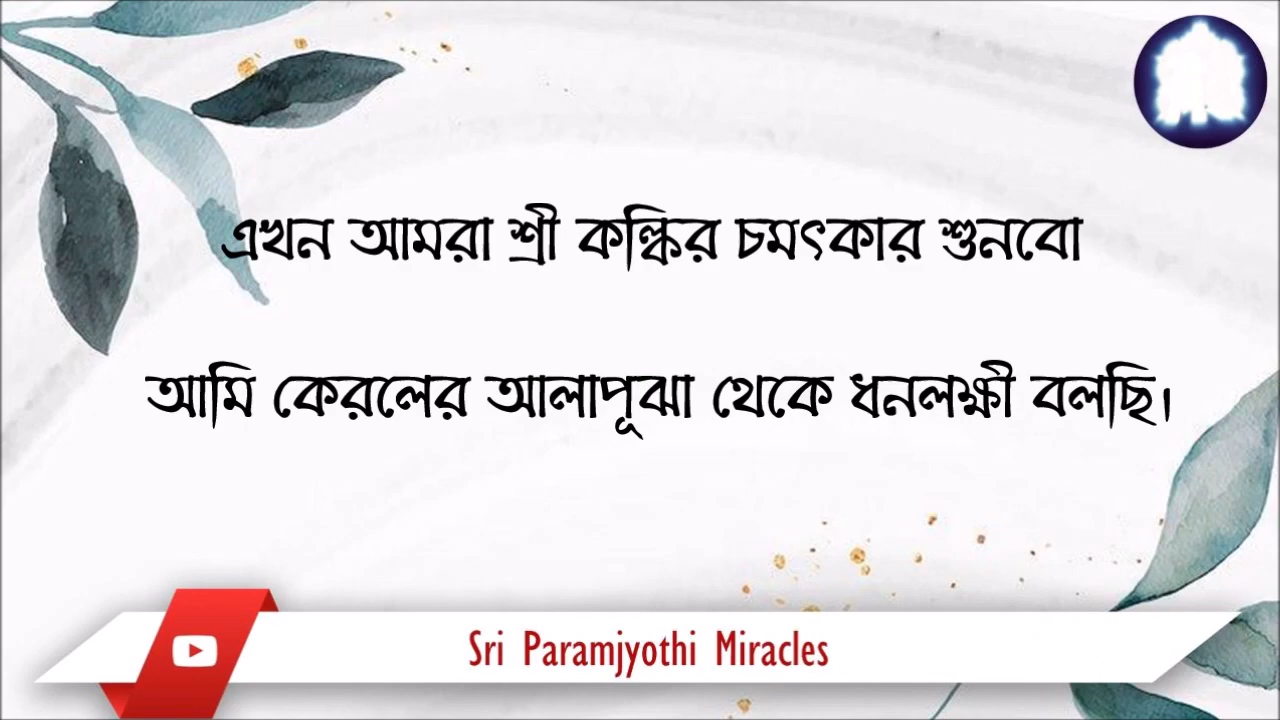 এখন আমরা শ্রী কল্কির চমৎকার শুনবো
আমি কেরলের আলাপূঝা থেকে ধনলক্ষী বলছি।
Sri Paramjyothi Miracles